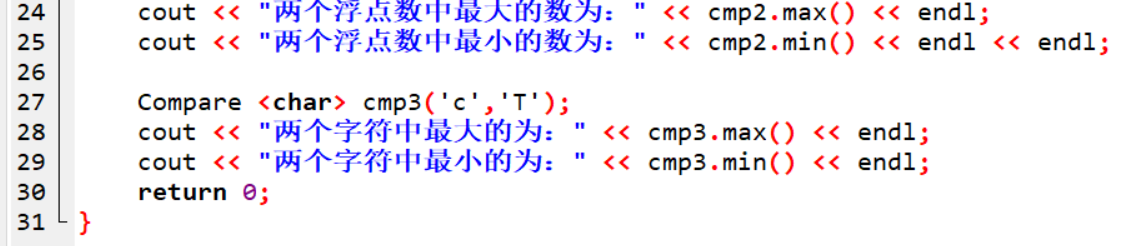 24 cout << "两个浮点数中最大的数为：" << cmp2.max() << endl;
25 cout << "两个浮点数中最小的数为：" << cmp2.min() << endl << endl;
26
27 Compare <char> cmp3('c','T');
28 cout << "两个字符中最大的为：" << cmp3.max() << endl;
29 cout << "两个字符中最小的为：" << cmp3.min() << endl;
30 return 0;
31 }